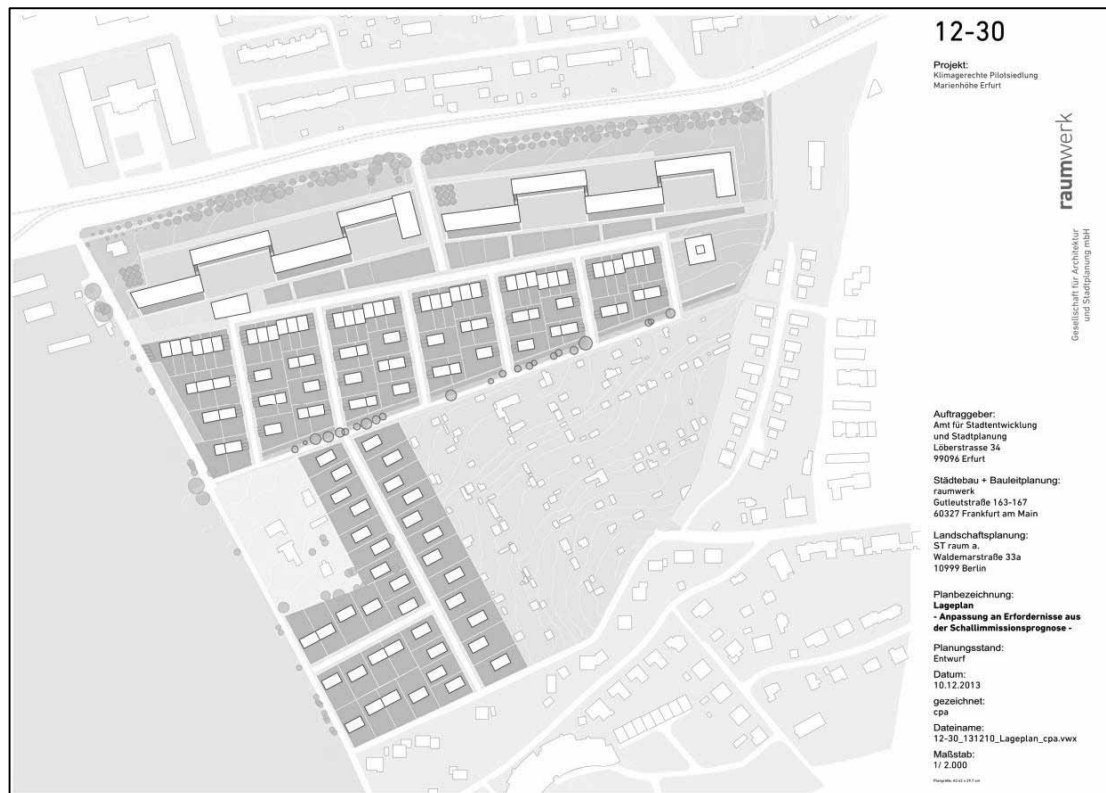 12-30
Projekt:
Klimagerechte Pilotsiedlung
Marienhöhe Erfurt
raumwerk
Gesellschaft für Architektur
und Stadtplanung mbH
Auftraggeber:
Amt für Stadtentwicklung
und Stadtplanung
Löberstrasse 34
99096 Erfurt
Städtebau + Bauleitplanung:
raumwerk
Gutleutstraße 163-167
60327 Frankfurt am Main
Landschaftsplanung:
ST raum a.
Waldemarstraße 33a
10999 Berlin
Planbezeichnung:
Lageplan
- Anpassung an Erfordernisse aus
der Schallimmissionsprognose -
Planungsstand:
Entwurf
Datum:
10.12.2013
gezeichnet:
cpa
Dateiname:
12-30_131210_Lageplan_cpa.vwx
Maßstab:
1/ 2.000